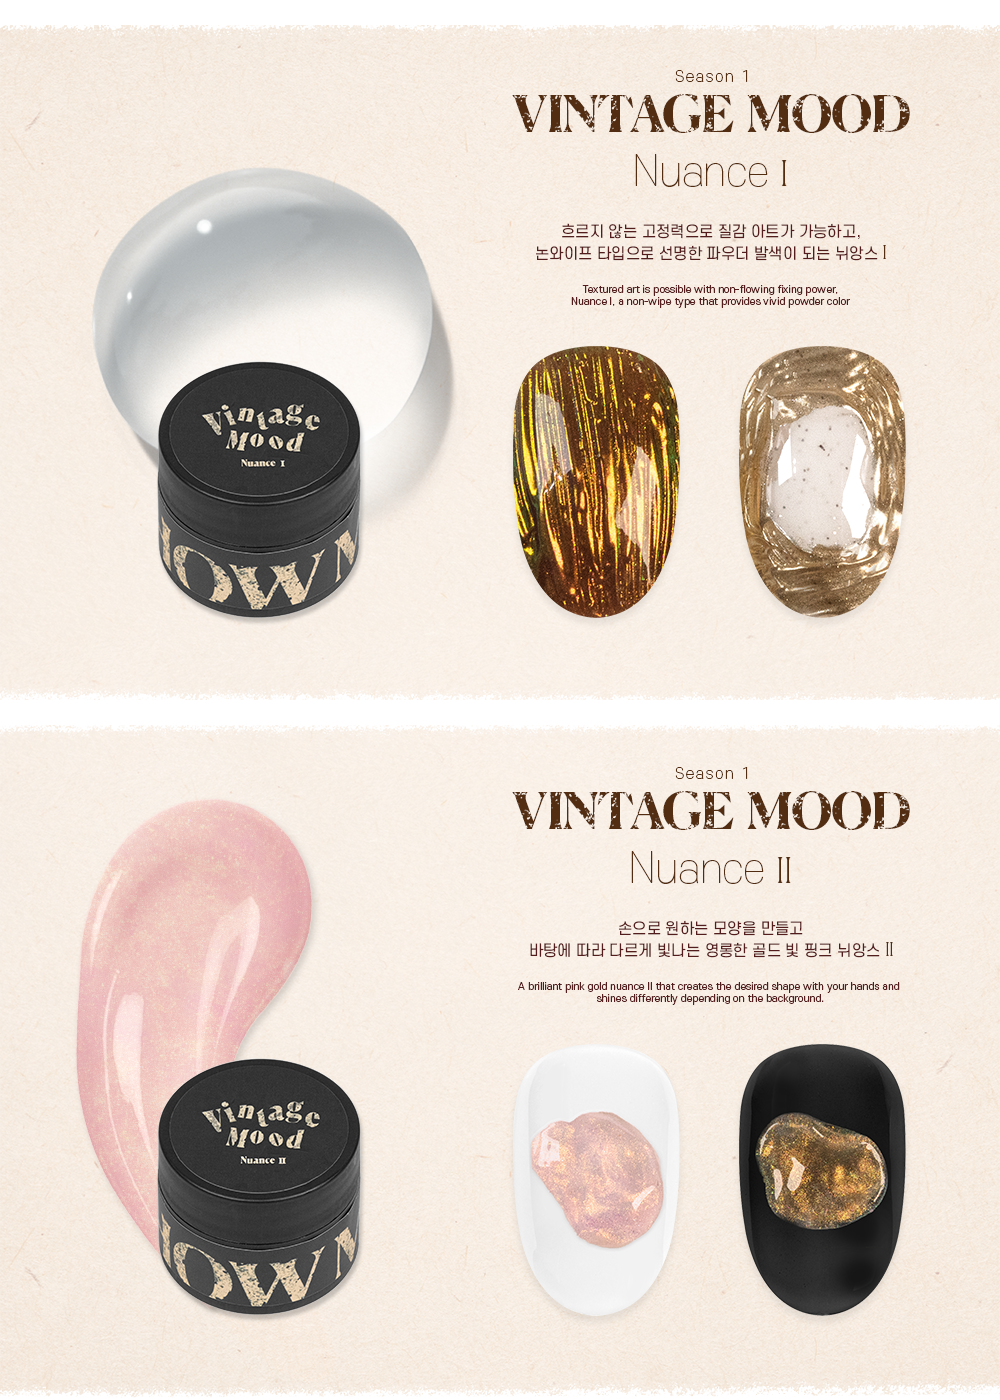 Season 1
VINTAGE MOOD
Nuance I
흐르지 않는 고정력으로 질감 아트가 가능하고,
논와이프 타입으로 선명한 파우더 발색이 되는 뉘앙스 I
Textured art is possible with non-flowing fixing power,
Nuance I, a non-wipe type that provides vivid powder color
Vintage
Mood
Nuance I
Season 1
VINTAGE MOOD
Nuance II
손으로 원하는 모양을 만들고
바탕에 따라 다르게 빛나는 영롱한 골드 빛 핑크 뉘앙스 II
A brilliant pink gold nuance II that creates the desired shape with your hands and
shines differently depending on the background.
Vintage
Mood
Nuance II